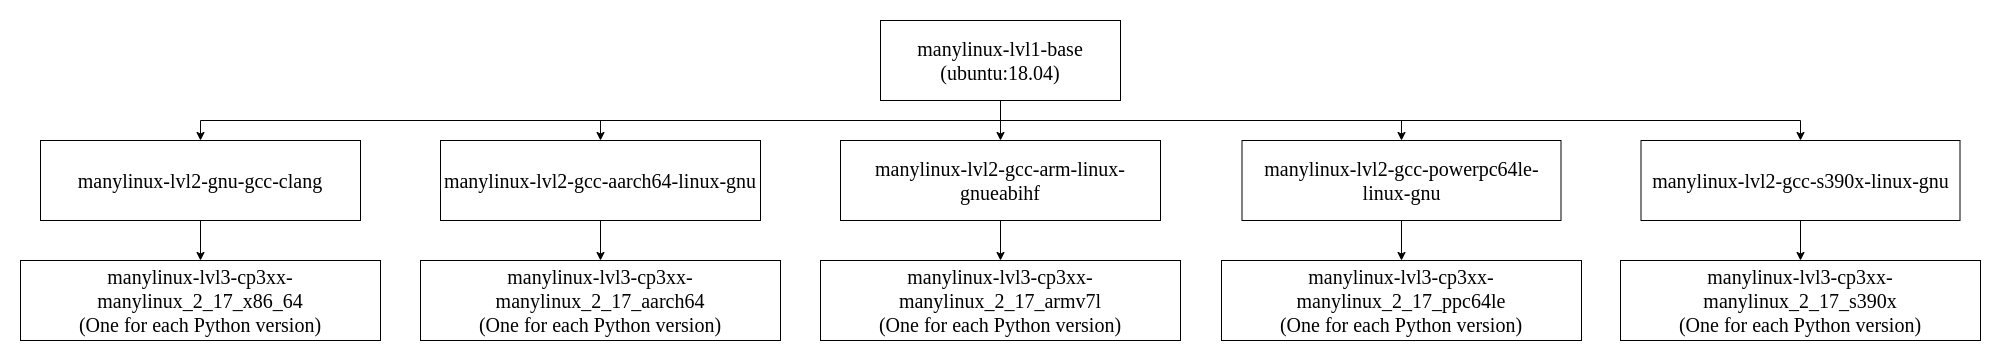 manylinux-lvl1-base
(ubuntu:18.04)
manylinux-lvl2-gnu-gcc-clang
manylinux-lvl2-gcc-aarch64-linux-gnu
manylinux-lvl2-gcc-arm-linux-
gnueabihf
manylinux-lvl2-gcc-powerpc64le-
linux-gnu
manylinux-lvl2-gcc-s390x-linux-gnu
manylinux-lvl3-cp3xx-
manylinux_2_17_x86_64
(One for each Python version)
manylinux-lvl3-cp3xx-
manylinux_2_17_aarch64
(One for each Python version)
manylinux-lvl3-cp3xx-
manylinux_2_17_armv7l
(One for each Python version)
manylinux-lvl3-cp3xx-
manylinux_2_17_ppc64le
(One for each Python version)
manylinux-lvl3-cp3xx-
manylinux_2_17_s390x
(One for each Python version)